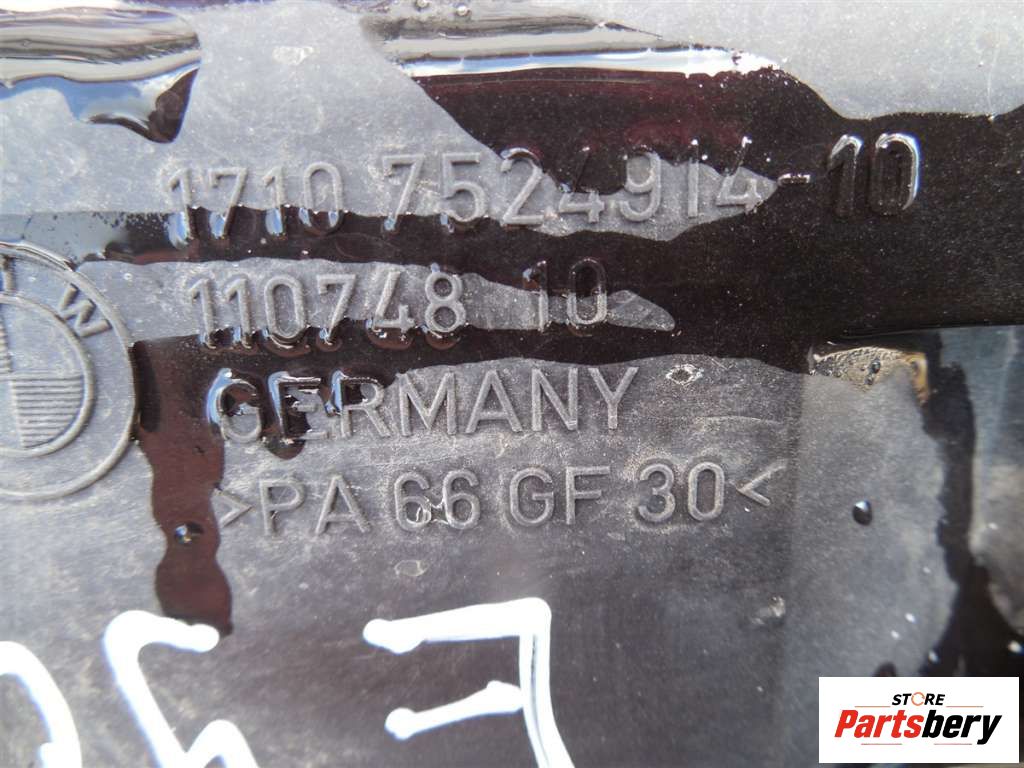 1710 7524914-10
110748 10
GERMANY
>PA 66 GF 30<
STORE
Partsbery